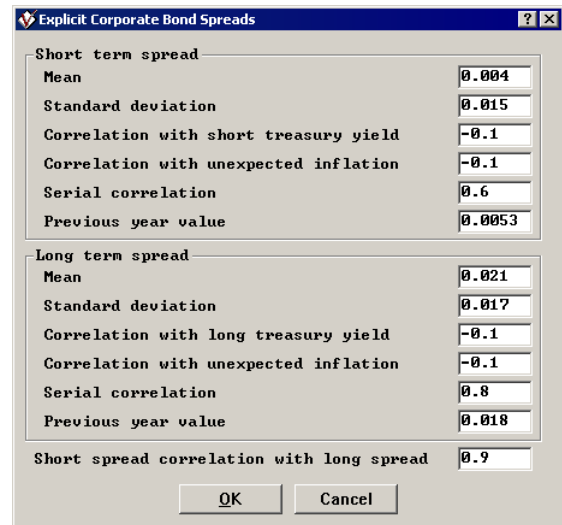 Explicit Corporate Bond Spreads
Short term spread
Mean 0.004
Standard deviation 0.015
Correlation with short treasury yield -0.1
Correlation with unexpected inflation -0.1
Serial correlation 0.6
Previous year value 0.0053
Long term spread
Mean 0.021
Standard deviation 0.017
Correlation with long treasury yield -0.1
Correlation with unexpected inflation -0.1
Serial correlation 0.8
Previous year value 0.018
Short spread correlation with long spread 0.9
OK Cancel